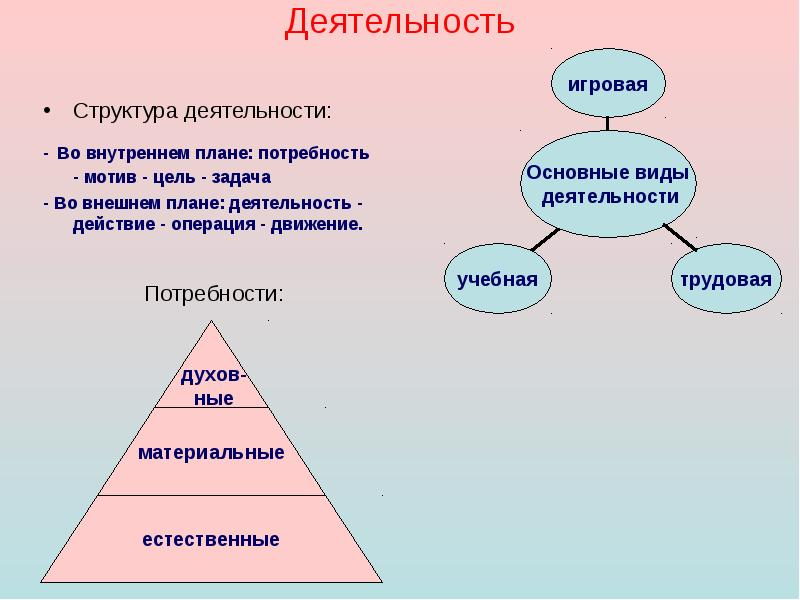 Деятельность
• Структура деятельности:
- Во внутреннем плане: потребность
- мотив - цель - задача
- Во внешнем плане: деятельность -
действие - операция - движение.
Потребности:
духов-
ные
материальные
естественные
игровая
Основные виды
деятельности
учебная
трудовая